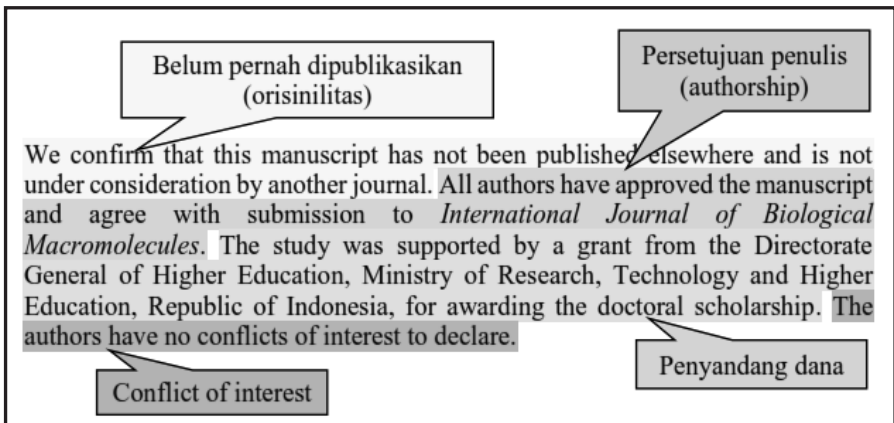 Belum pernah dipublikasikan
(orisinilitas)
Persetujuan penulis
(authorship)
We confirm that this manuscript has not been published elsewhere and is not
under consideration by another journal. All authors have approved the manuscript
and agree with submission to International Journal of Biological
Macromolecules. The study was supported by a grant from the Directorate
General of Higher Education, Ministry of Research, Technology and Higher
Education, Republic of Indonesia, for awarding the doctoral scholarship. The
authors have no conflicts of interest to declare.
Conflict of interest
Penyandang dana